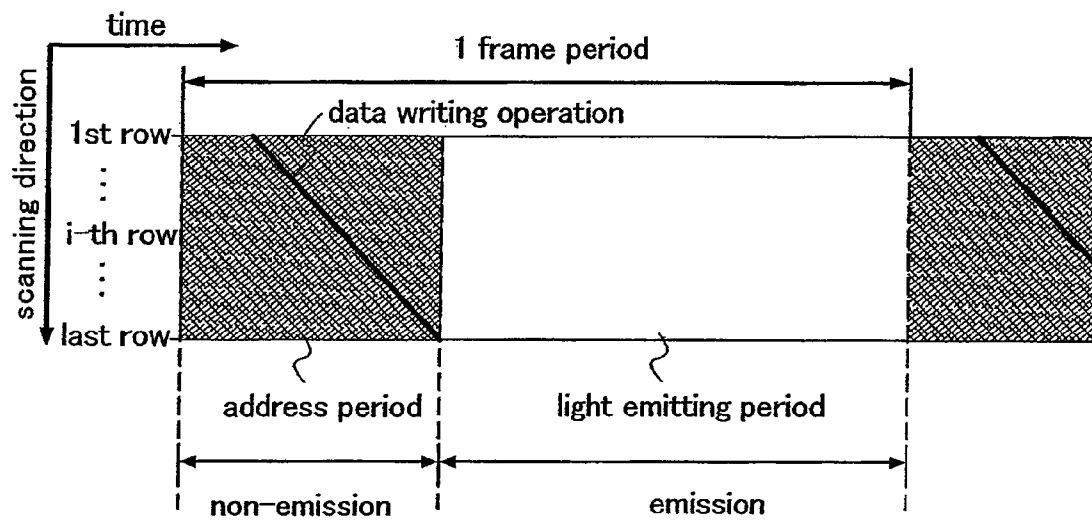 time
1 frame period
scanning direction
data writing operation
1st row
⋮
i-th row
⋮
last row
address period
light emitting period
non-emission
emission